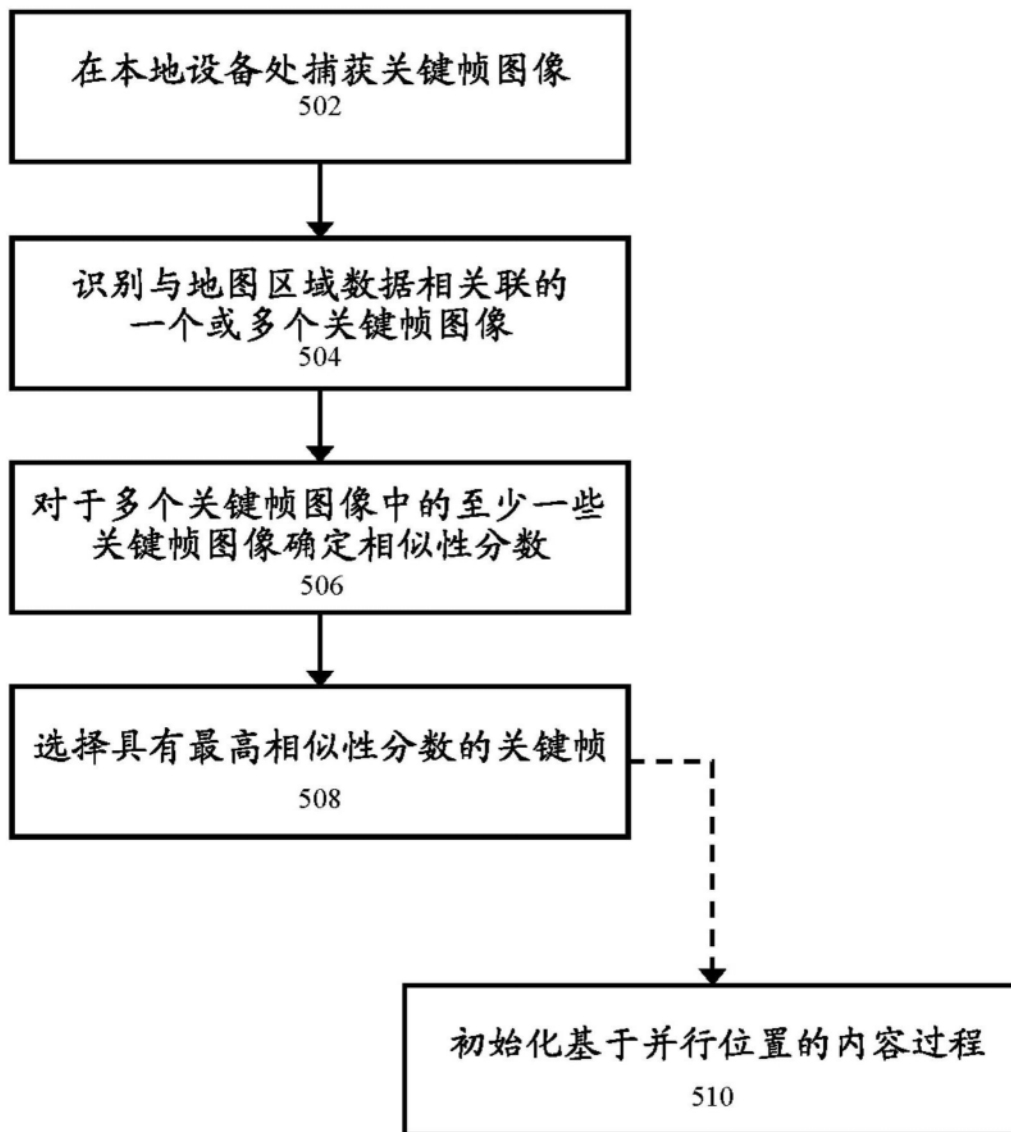 在本地设备处捕获关键帧图像
502
识别与地图区域数据相关联的
一个或多个关键帧图像
504
对于多个关键帧图像中的至少一些
关键帧图像确定相似性分数
506
选择具有最高相似性分数的关键帧
508
初始化基于并行位置的内容过程
510